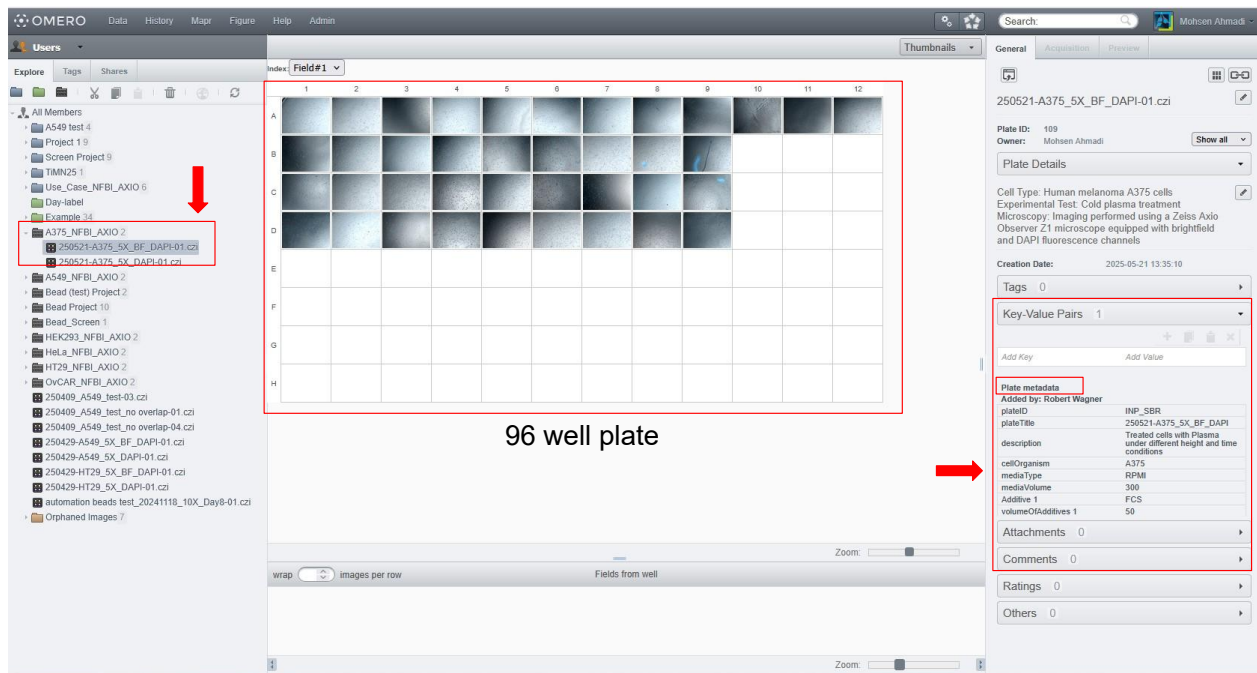 OMERO Data History Mapr Figure Help Admin Search: Mohsen Ahmadi
Users
Thumbnails
General Acquisition Preview
Explore Tags Shares
Index: Field#1
All Members
A549 test 4
Project 1 9
Screen Project 9
TiMN25 1
Use_Case_NFBI_AXIO 6
Day-label
Example 34
A375_NFBI_AXIO 2
250521-A375_5X_BF_DAPI-01.czi
250521-A375_5X_DAPI-01.czi
A549_NFBI_AXIO 2
Bead (test) Project 2
Bead Project 10
Bead_Screen 1
HEK293_NFBI_AXIO 2
HeLa_NFBI_AXIO 2
HT29_NFBI_AXIO 2
OvCAR_NFBI_AXIO 2
250409_A549_test-03.czi
250409_A549_test_no overlap-01.czi
250409_A549_test_no overlap-04.czi
250429-A549_5X_BF_DAPI-01.czi
250429-A549_5X_DAPI-01.czi
250429-HT29_5X_BF_DAPI-01.czi
250429-HT29_5X_DAPI-01.czi
automation beads test_20241118_10X_Day8-01.czi
Orphaned Images 7
1 2 3 4 5 6 7 8 9 10 11 12
A
B
C
D
E
F
G
H
96 well plate
Zoom:
wrap images per row Fields from well
Zoom:
250521-A375_5X_BF_DAPI-01.czi
Plate ID: 109
Owner: Mohsen Ahmadi
Show all
Plate Details
Cell Type: Human melanoma A375 cells
Experimental Test: Cold
plasma treatment
Microscopy: Imaging
performed using a Zeiss Axio
Observer Z1 microscope
equipped with brightfield
and DAPI fluorescence
channels
Creation Date: 2025-05-21 13:35:10
Tags 0
Key-Value Pairs 1
Add Key Add Value
Plate metadata
Added by: Robert Wagner
plateID INP_SBR
plateTitle 250521-A375_5X_BF_DAPI
description Treated cells with Plasma
under different height and time
conditions
cellOrganism A375
mediaType RPMI
mediaVolume 300
Additive 1 FCS
volumeOfAdditives 1 50
Attachments 0
Comments 0
Ratings 0
Others 0